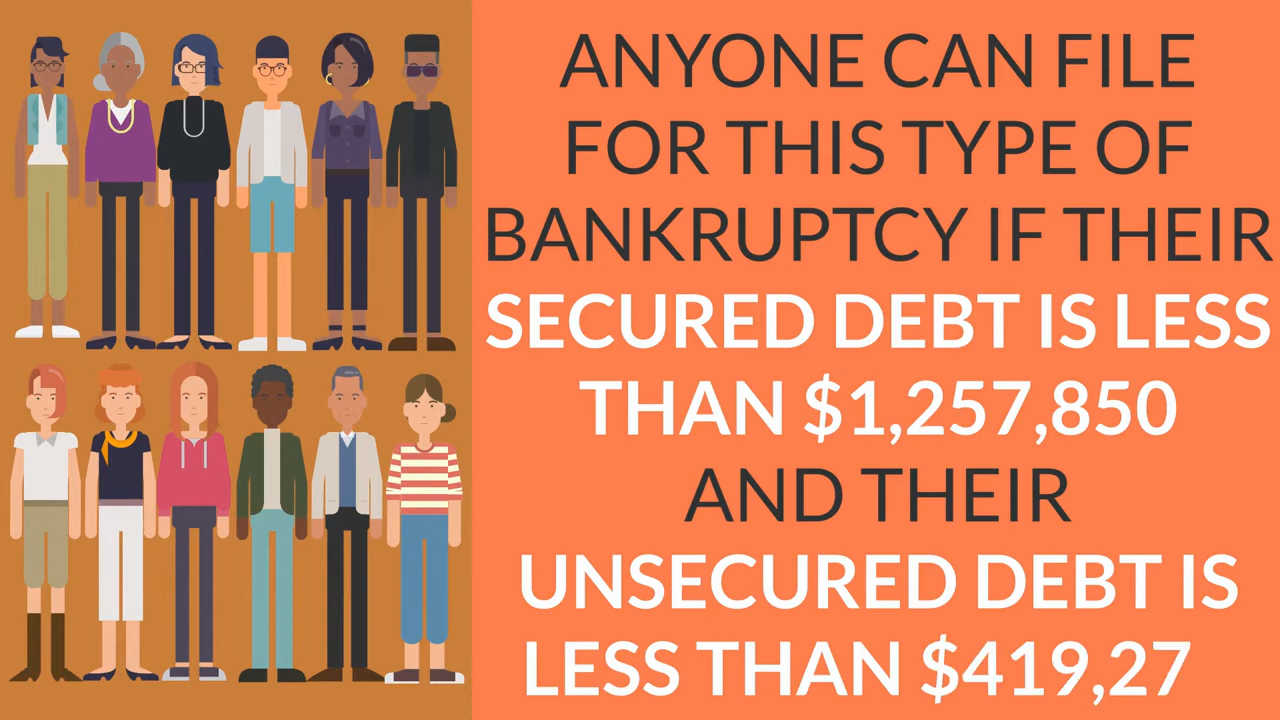 ANYONE CAN FILE
FOR THIS TYPE OF
BANKRUPTCY IF THEIR
SECURED DEBT IS LESS
THAN $1,257,850
AND THEIR
UNSECURED DEBT IS
LESS THAN $419,27